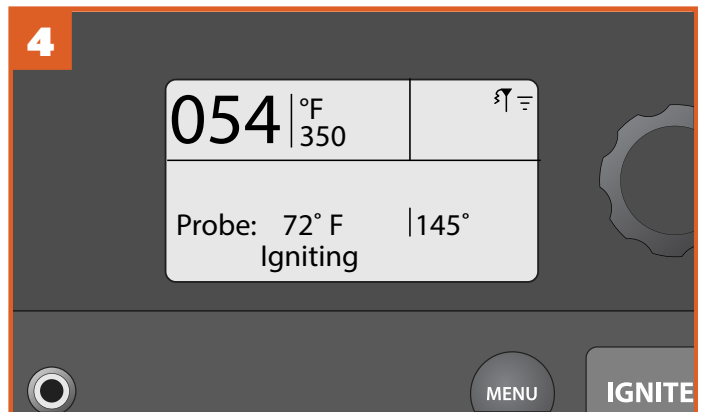 4
054 °F
350
Probe: 72° F 145°
Igniting
MENU
IGNITE